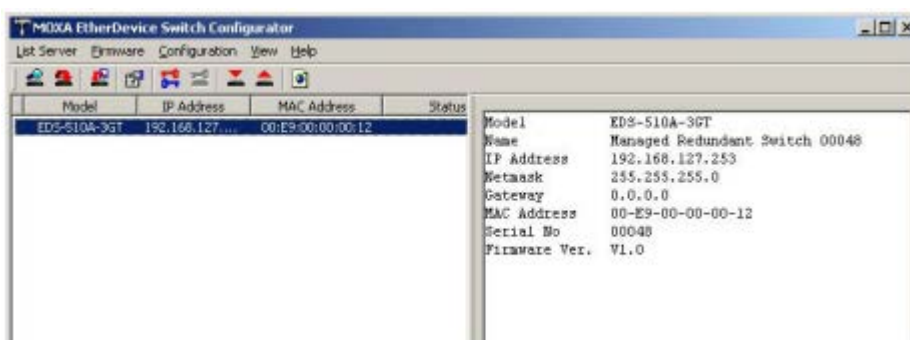 MOXA EtherDevice Switch Configurator
List Server Firmware Configuration View Help
Model IP Address MAC Address Status
EDS-510A-3GT 192.168.127.... 00:E9:00:00:00:12
Model EDS-510A-3GT
Name Managed Redundant Switch 00048
IP Address 192.168.127.253
Netmask 255.255.255.0
Gateway 0.0.0.0
MAC Address 00-E9-00-00-00-12
Serial No 00048
Firmware Ver. V1.0